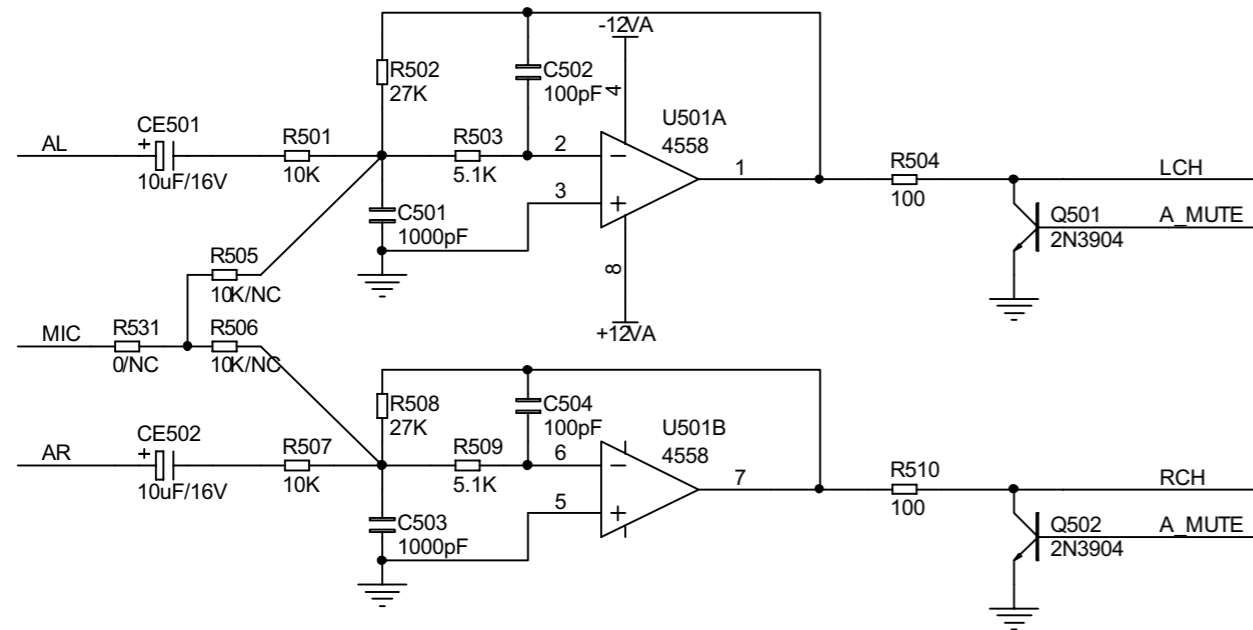 -12VA
R502
27K
C502
100pF
4
U501A
4558
AL
CE501
+
10uF/16V
R501
10K
R503
5.1K
2
3
1
R504
100
LCH
C501
1000pF
Q501
2N3904
A_MUTE
R505
10K/NC
8
+12VA
MIC
R531
0/NC
R506
10K/NC
R508
27K
C504
100pF
U501B
4558
AR
CE502
+
10uF/16V
R507
10K
R509
5.1K
6
5
7
R510
100
RCH
C503
1000pF
Q502
2N3904
A_MUTE